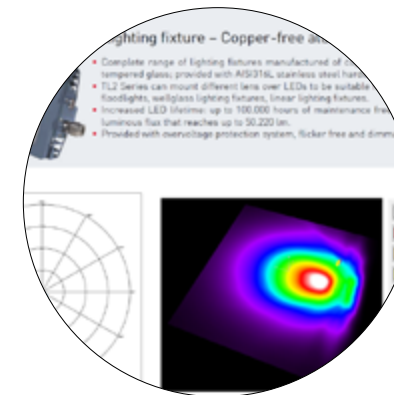 ghting fixture – Copper-free al
Complete range of lighting fixtures manufactured of
tempered glass; provided with AISI316L stainless steel hard
TL2 Series can mount different lens over LEDs to be suitable
floodlights, wellglass lighting fixtures, linear lighting fixtures.
Increased LED lifetime: up to 100.000 hours of maintenance fre
luminous flux that reaches up to 50.220 lm.
Provided with overvoltage protection system, flicker free and dimm